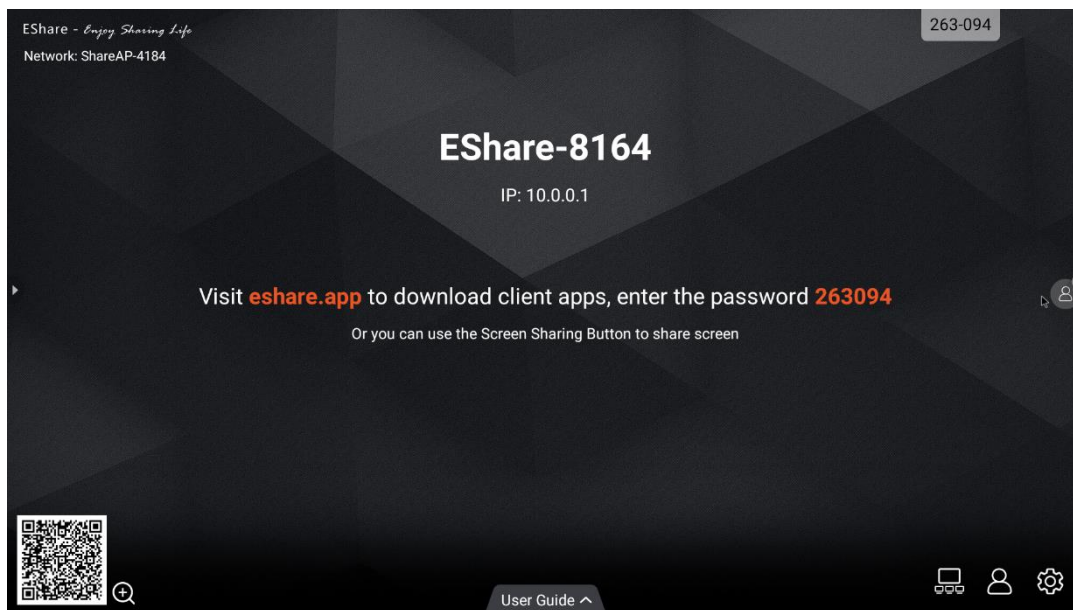 EShare - Enjoy Sharing Life
263-094
Network: ShareAP-4184
EShare-8164
IP: 10.0.0.1
Visit eshare.app to download client apps, enter the password 263094
Or you can use the Screen Sharing Button to share screen
User Guide